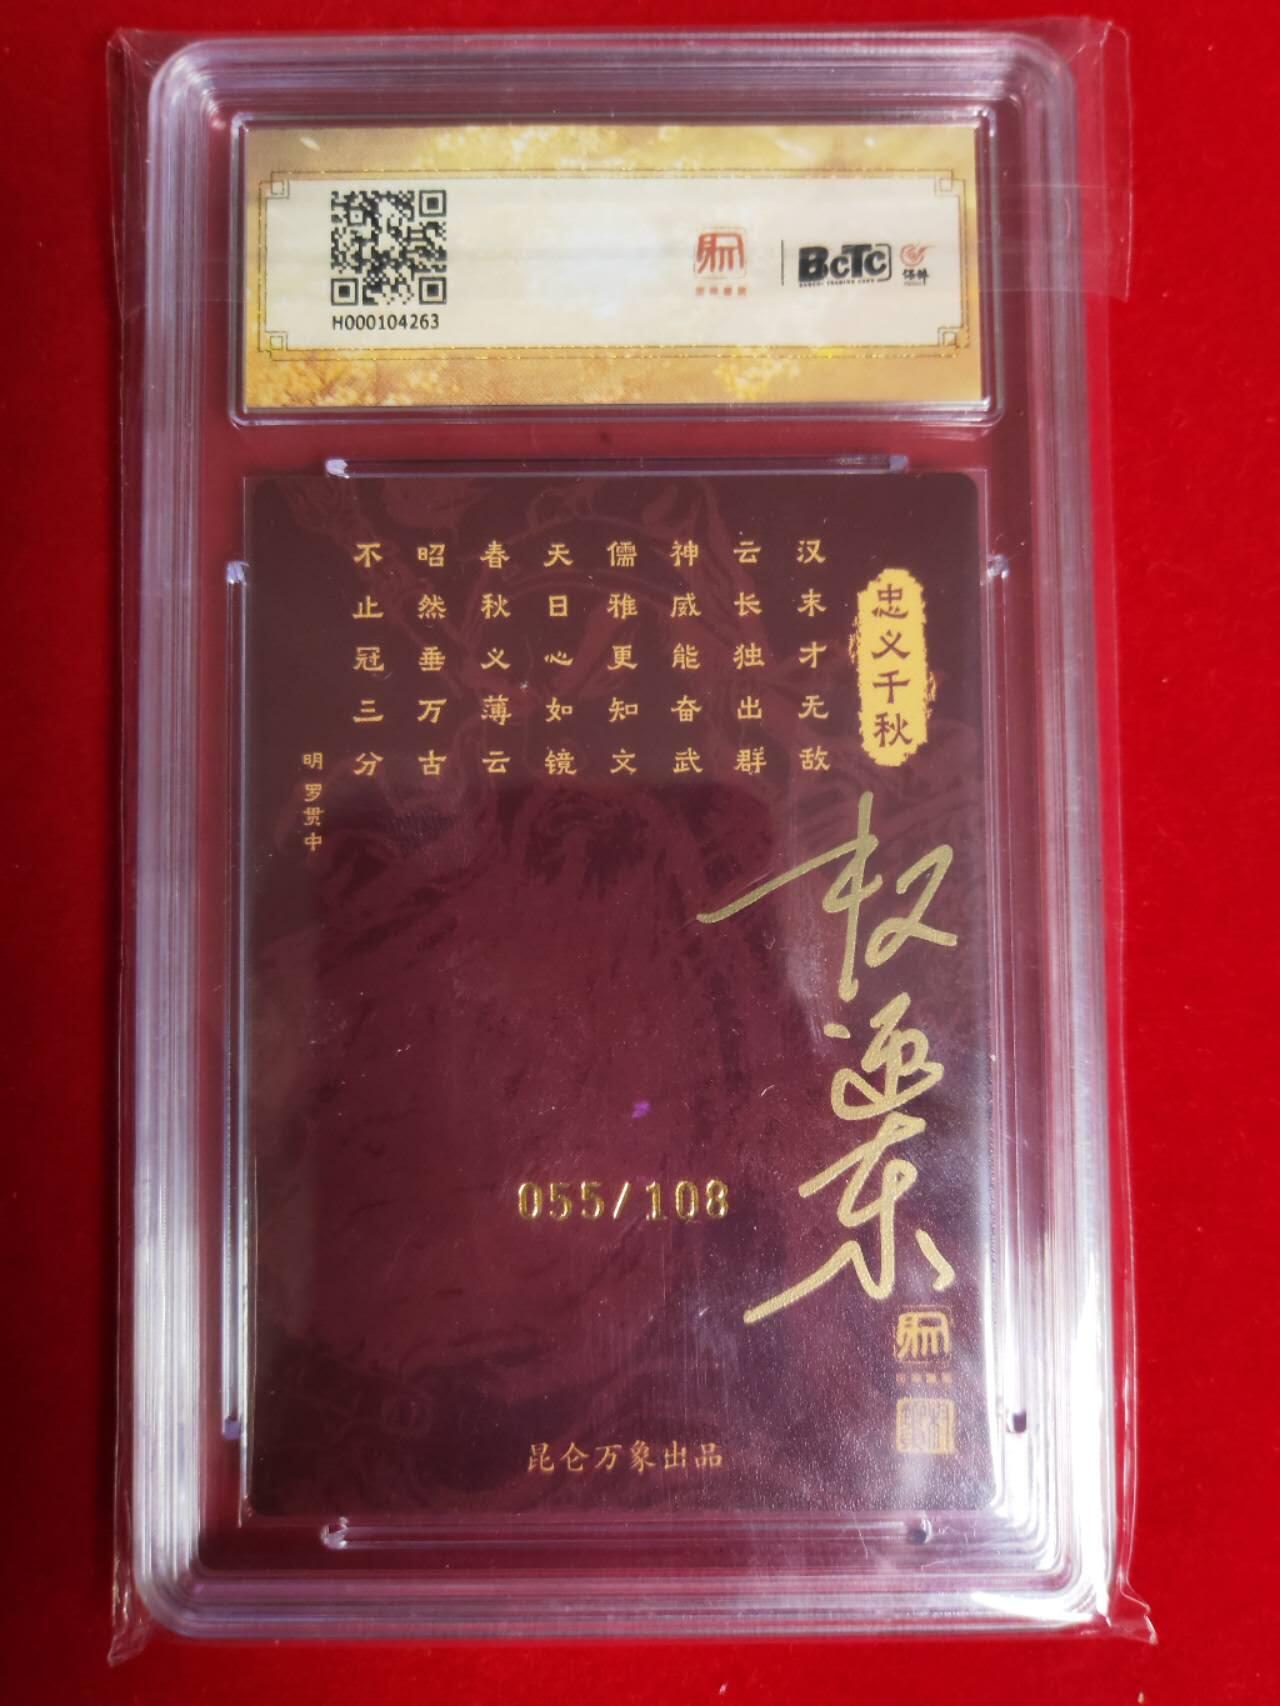 H000104263
BCTC
忠义千秋
汉末才无敌
云长独出群
神威能奋武
儒雅更知文
天日心如镜
春秋义薄云
昭然垂万古
不止冠三分
明 罗贯中
权迎东
055/108
昆仑万象出品